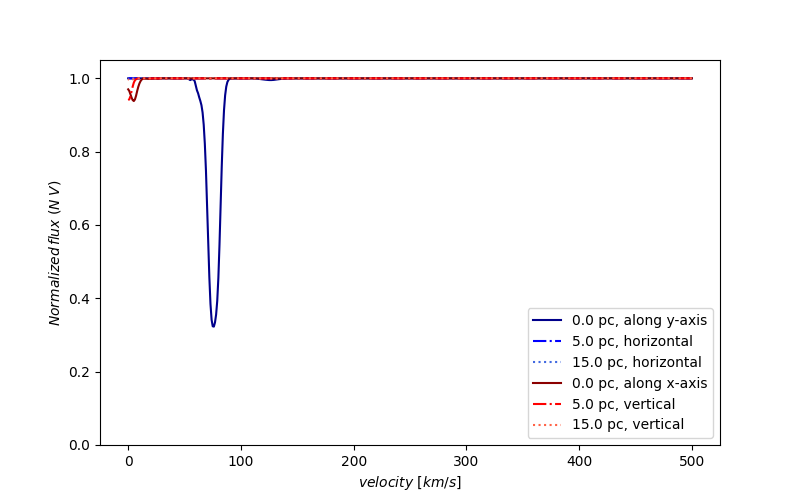 1.0
0.8
0.6
0.4
0.2
0.0
Normalized flux (N V)
0.0 pc, along y-axis
5.0 pc, horizontal
15.0 pc, horizontal
0.0 pc, along x-axis
5.0 pc, vertical
15.0 pc, vertical
0 100 200 300 400 500
velocity [km/s]